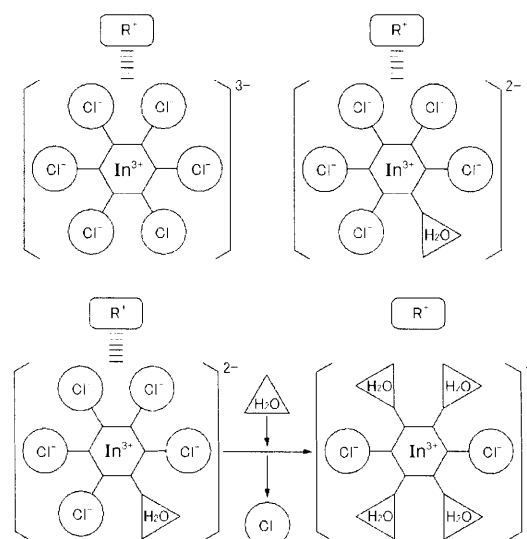 R⁺
R⁺
3−
2−
Cl⁻ Cl⁻
Cl⁻ In³⁺ Cl⁻
Cl⁻ Cl
Cl⁻ Cl⁻
Cl⁻ In³⁺ Cl⁻
Cl⁻ H₂O
R⁺
R⁺
2−
Cl⁻ Cl⁻
Cl⁻ In³⁺ Cl⁻
Cl⁻ H₂O
H₂O
Cl
H₂O H₂O
Cl⁻ In³⁺ Cl⁻
H₂O H₂O